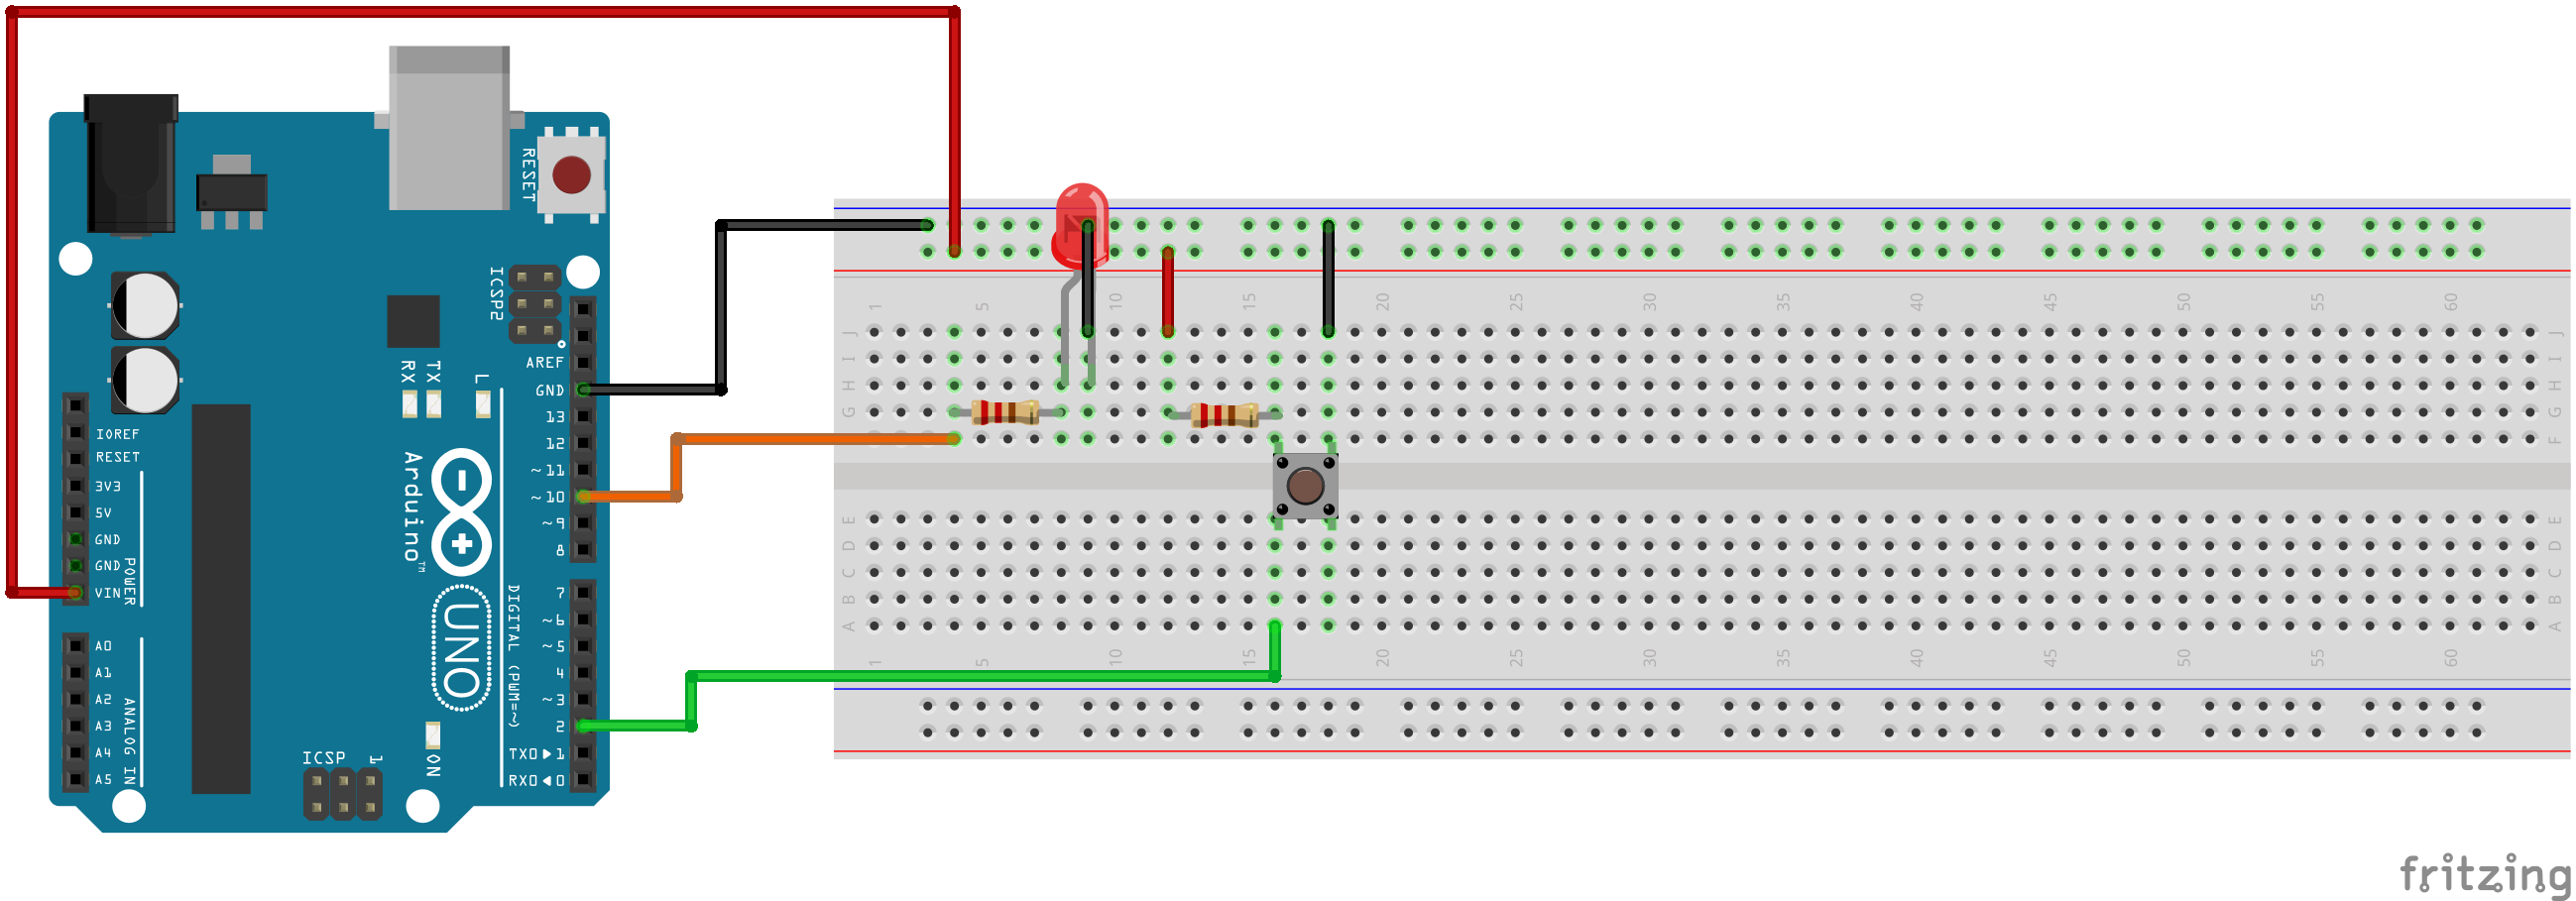 RESET
ICSP2
AREF
GND
13
12
~11
~10
~9
8
7
~6
~5
4
~3
2
TX0▶1
RX0◀0
DIGITAL (PWM=~)
RX
TX
L
Arduino™
UNO
IOREF
RESET
3V3
5V
GND
GND
VIN
POWER
A0
A1
A2
A3
A4
A5
ANALOG IN
ICSP
1
ON
1 5 10 15 20 25 30 35 40 45 50 55 60
J J
I I
H H
G G
F F
E E
D D
C C
B B
A A
1 5 10 15 20 25 30 35 40 45 50 55 60
fritzing